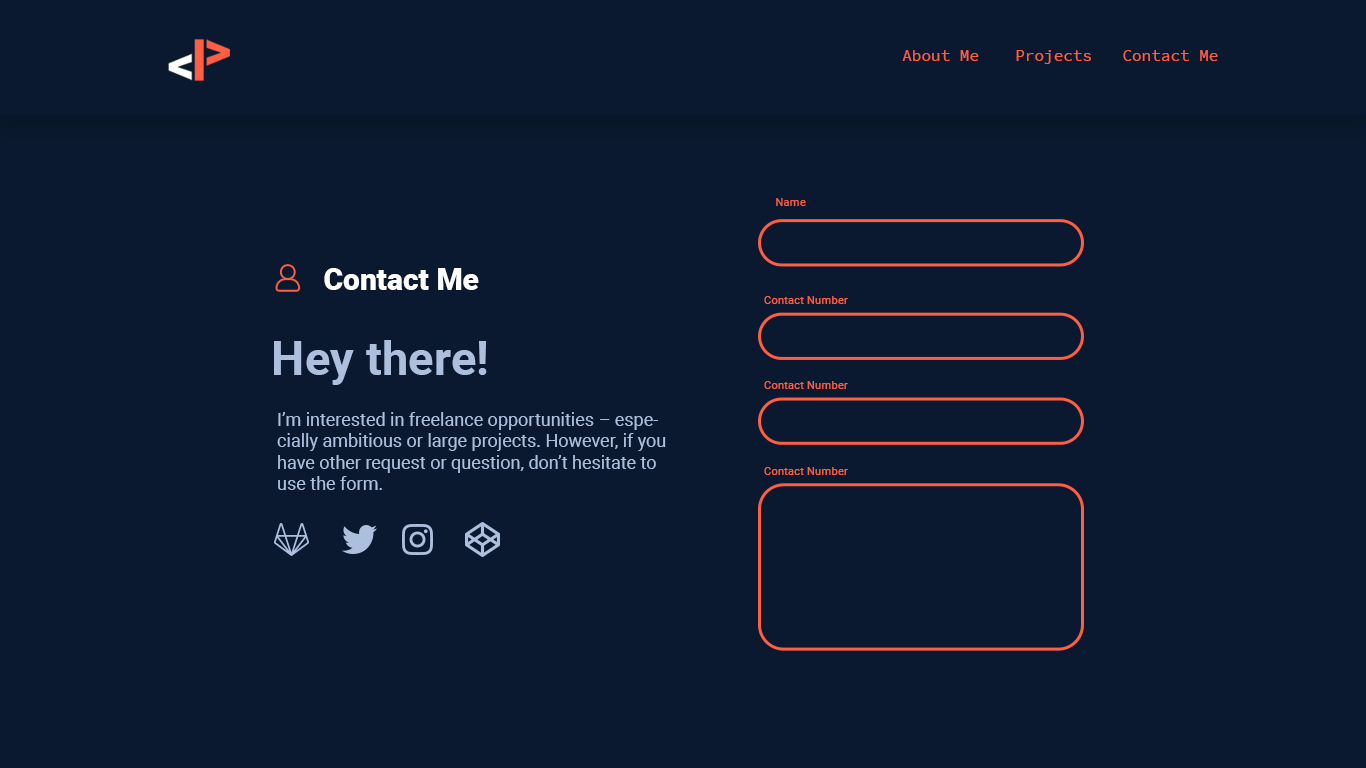 About Me Projects Contact Me
Name
Contact Me
Contact Number
Hey there!
Contact Number
I’m interested in freelance opportunities – espe-
cially ambitious or large projects. However, if you
have other request or question, don’t hesitate to
use the form.
Contact Number